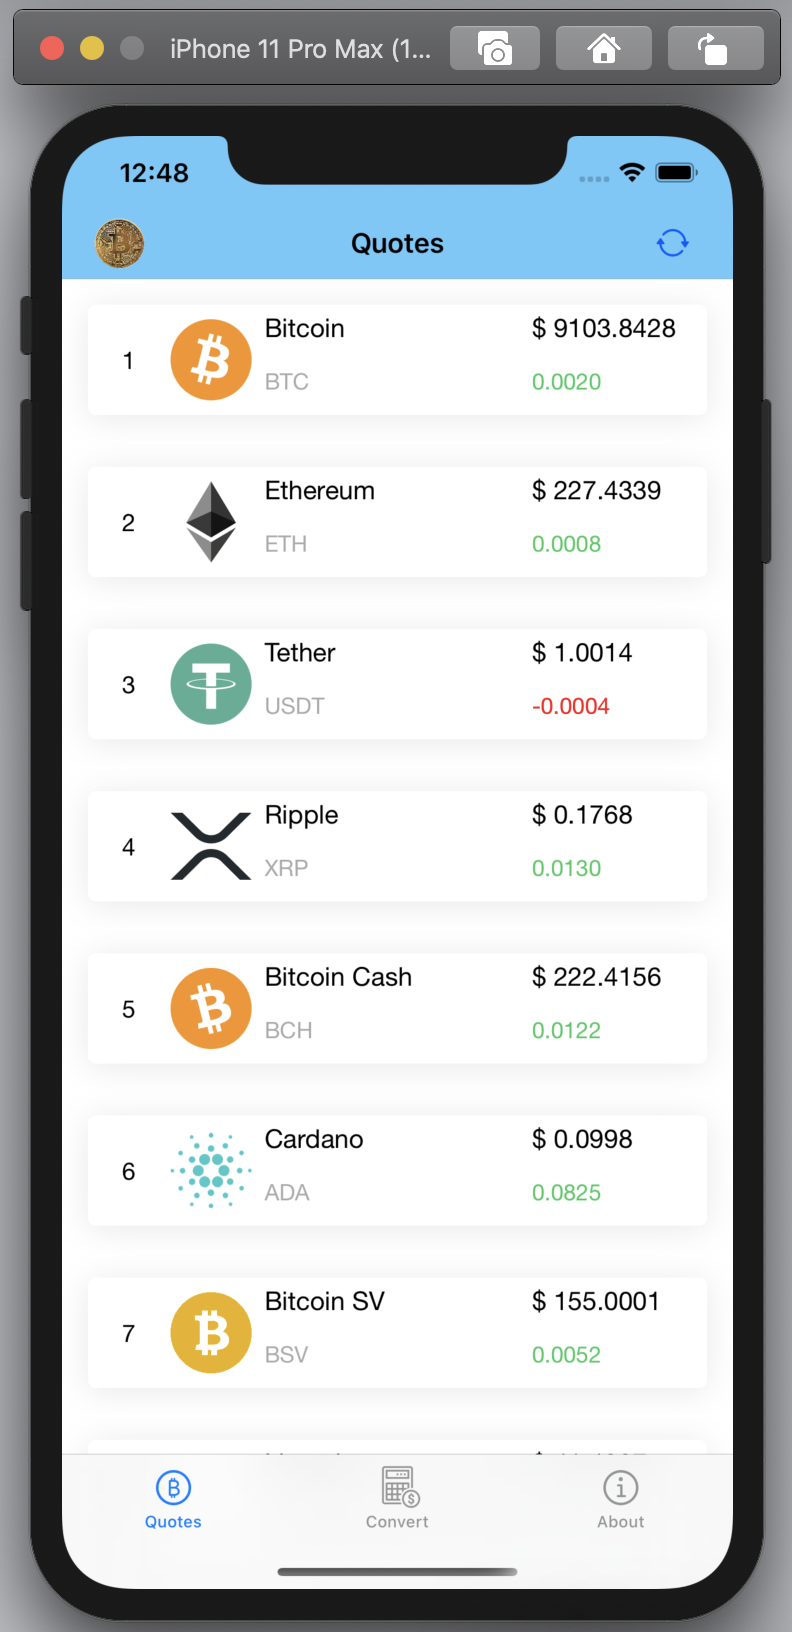 iPhone 11 Pro Max (1...
12:48
Quotes
1
Bitcoin
$ 9103.8428
BTC
0.0020
2
Ethereum
$ 227.4339
ETH
0.0008
3
Tether
$ 1.0014
USDT
-0.0004
4
Ripple
$ 0.1768
XRP
0.0130
5
Bitcoin Cash
$ 222.4156
BCH
0.0122
6
Cardano
$ 0.0998
ADA
0.0825
7
Bitcoin SV
$ 155.0001
BSV
0.0052
Quotes
Convert
About